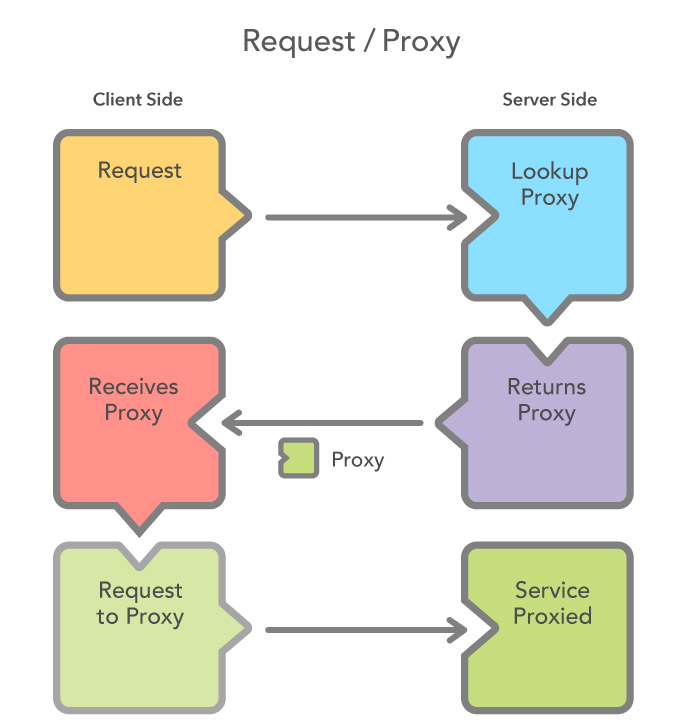 Request / Proxy
Client Side
Server Side
Request
Lookup
Proxy
Receives
Proxy
Returns
Proxy
Proxy
Request
to Proxy
Service
Proxied